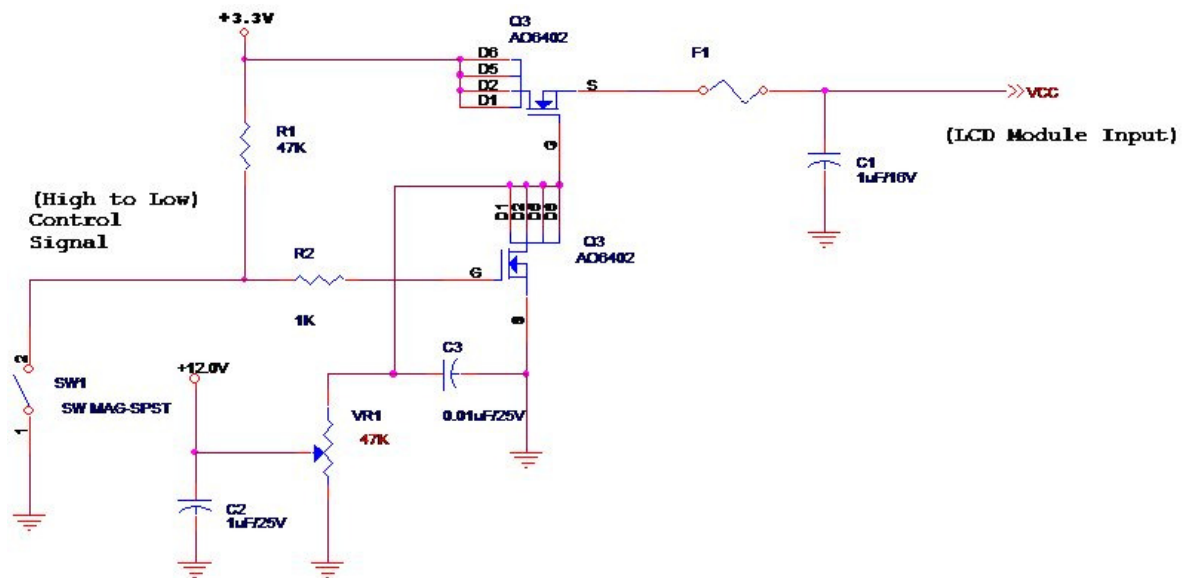 +3.3V
Q3
AO6402
D6
D5
D2
D1
S
G
F1
VCC
(LCD Module Input)
R1
47K
C1
1uF/16V
(High to Low)
Control
Signal
D1
D2
Q3
AO6402
R2
1K
G
2
1
SW1
SW MAG-SPST
+12.0V
C3
0.01uF/25V
VR1
47K
C2
1uF/25V